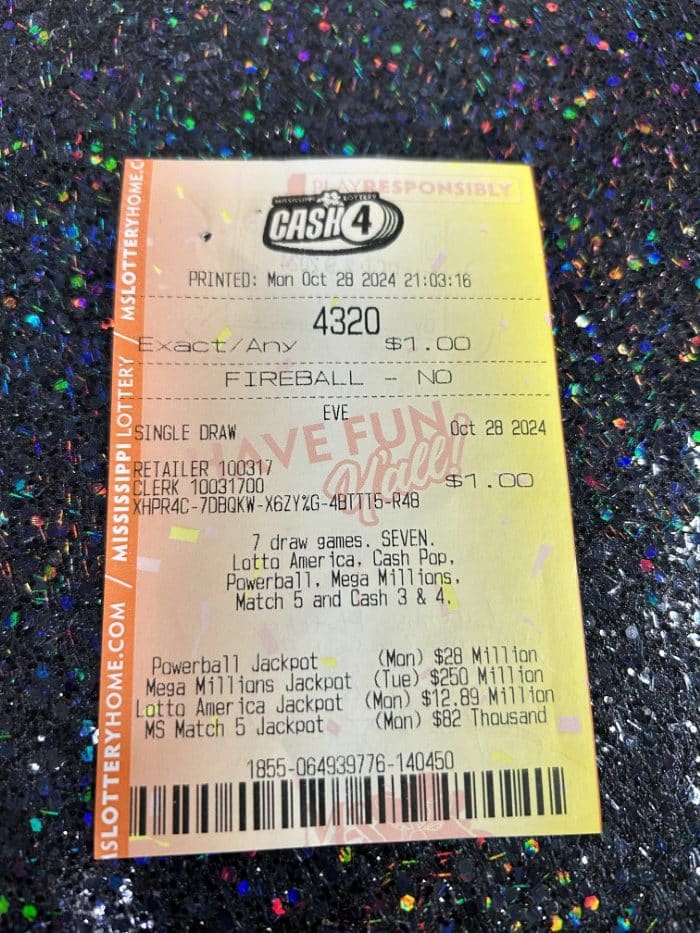 PLAYRESPONSIBLY
MISSISSIPPI LOTTERY
CASH 4
PRINTED: Mon Oct 28 2024 21:03:16
4320
Exact/Any $1.00
FIREBALL - NO
EVE
SINGLE DRAW Oct 28 2024
HAVE FUN,
Y'all!
RETAILER 100317
CLERK 10031700 $1.00
XHPR4C-7DBQKW-X6ZY%G-4BTTT5-R48
7 draw games. SEVEN.
Lotto America, Cash Pop,
Powerball, Mega Millions,
Match 5 and Cash 3 & 4.
Powerball Jackpot (Mon) $28 Million
Mega Millions Jackpot (Tue) $250 Million
Lotto America Jackpot (Mon) $12.89 Million
MS Match 5 Jackpot (Mon) $82 Thousand
1855-064939776-140450
ISLOTTERYHOME.COM / MISSISSIPPI LOTTERY / MSLOTTERYHOME.C